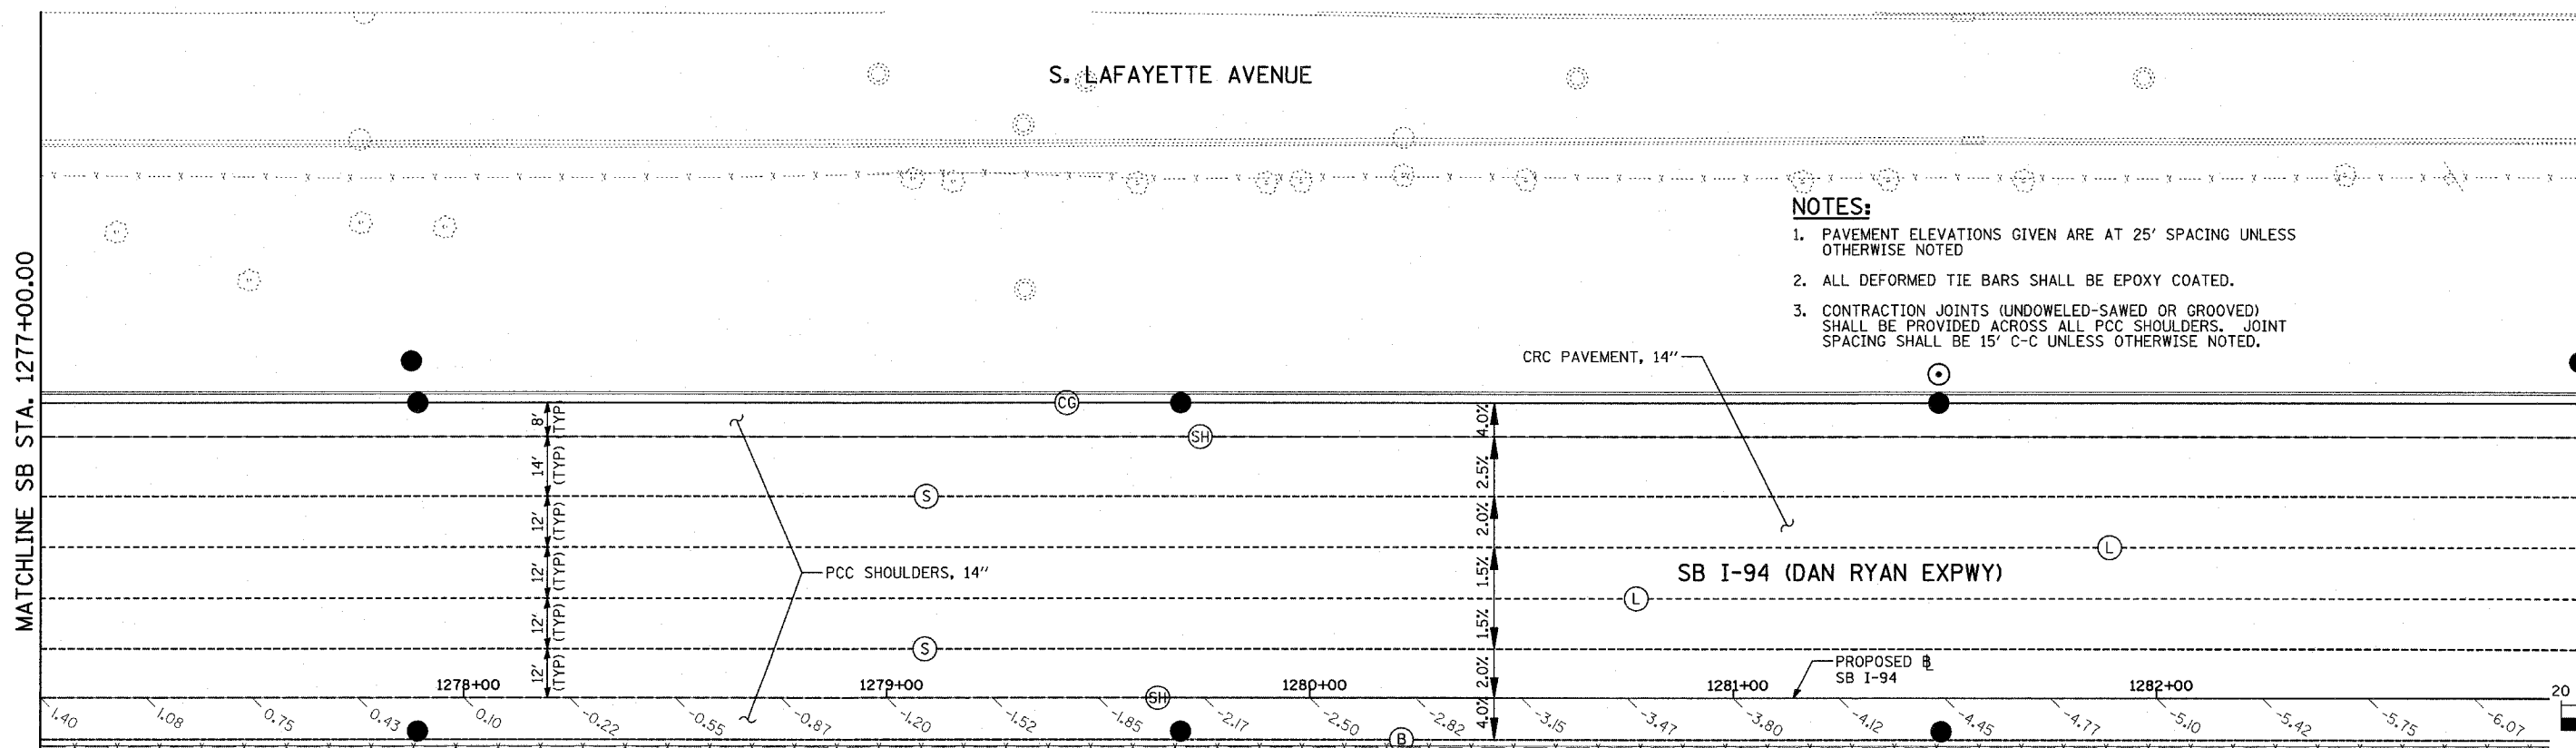 S. LAFAYETTE AVENUE
MATCHLINE SB STA. 1277+00.00
NOTES:
1. PAVEMENT ELEVATIONS GIVEN ARE AT 25' SPACING UNLESS
OTHERWISE NOTED
2. ALL DEFORMED TIE BARS SHALL BE EPOXY COATED.
3. CONTRACTION JOINTS (UNDOWELED-SAWED OR GROOVED)
SHALL BE PROVIDED ACROSS ALL PCC SHOULDERS. JOINT
SPACING SHALL BE 15' C-C UNLESS OTHERWISE NOTED.
CRC PAVEMENT, 14"
CG
8' (TYP)
4.0%
SH
14' (TYP)
2.5%
S
12' (TYP)
2.0%
L
12' (TYP)
1.5%
PCC SHOULDERS, 14"
SB I-94 (DAN RYAN EXPWY)
L
12' (TYP)
1.5%
S
12' (TYP)
2.0%
PROPOSED ℄
SB I-94
1278+00 1279+00 1280+00 1281+00 1282+00
20
SH
1.40 1.08 0.75 0.43 0.10 -0.22 -0.55 -0.87 -1.20 -1.52 -1.85 -2.17 -2.50 -2.82 -3.15 -3.47 -3.80 -4.12 -4.45 -4.77 -5.10 -5.42 -5.75 -6.07
4.0%
B